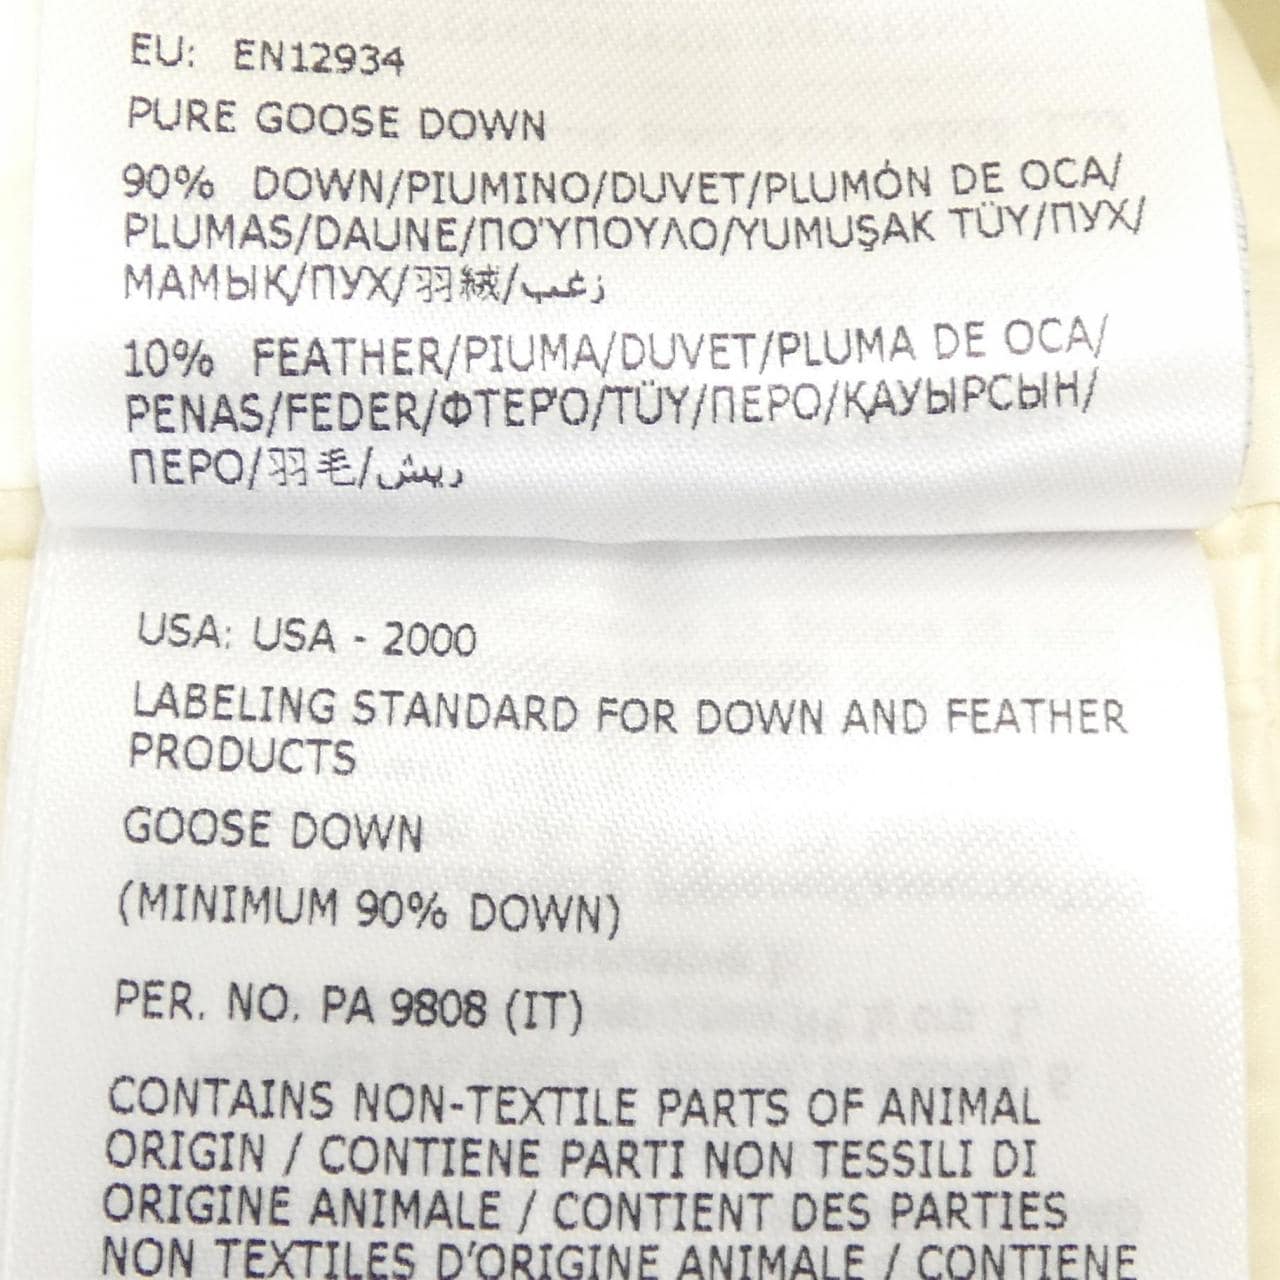 EU: EN12934
PURE GOOSE DOWN
90% DOWN/PIUMINO/DUVET/PLUMÓN DE OCA/
PLUMAS/DAUNE/ΠΟΎΠΟΥΛΟ/YUMUŞAK TÜY/ПУХ/
МАМЫҚ/ПУХ/羽絨/زغب
10% FEATHER/PIUMA/DUVET/PLUMA DE OCA/
PENAS/FEDER/ΦΤΕΡΌ/TÜY/ПЕРО/ҚАУЫРСЫН/
ПЕРО/羽毛/ريش
USA: USA - 2000
LABELING STANDARD FOR DOWN AND FEATHER
PRODUCTS
GOOSE DOWN
(MINIMUM 90% DOWN)
PER. NO. PA 9808 (IT)
CONTAINS NON-TEXTILE PARTS OF ANIMAL
ORIGIN / CONTIENE PARTI NON TESSILI DI
ORIGINE ANIMALE / CONTIENT DES PARTIES
NON TEXTILES D'ORIGINE ANIMALE / CONTIENE